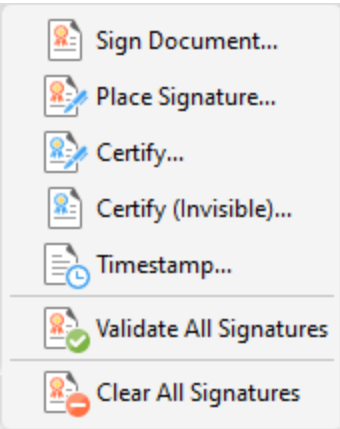 Sign Document...
Place Signature...
Certify...
Certify (Invisible)...
Timestamp...
Validate All Signatures
Clear All Signatures